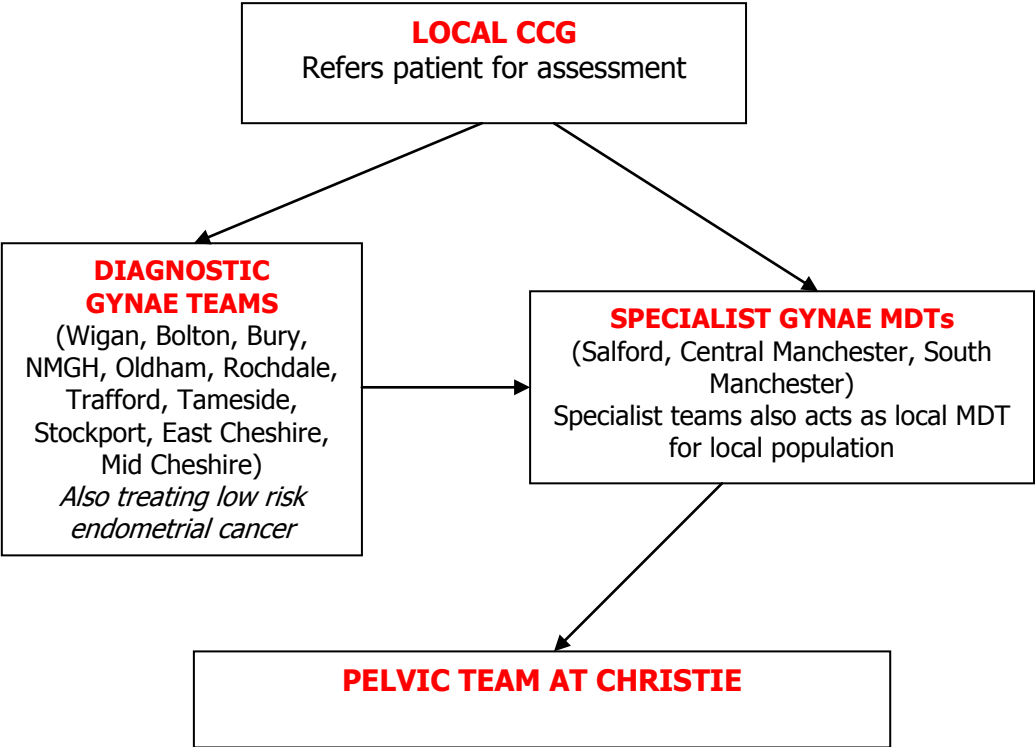 LOCAL CCG
Refers patient for assessment
DIAGNOSTIC
GYNAE TEAMS
(Wigan, Bolton, Bury,
NMGH, Oldham, Rochdale,
Trafford, Tameside,
Stockport, East Cheshire,
Mid Cheshire)
Also treating low risk
endometrial cancer
SPECIALIST GYNAE MDTs
(Salford, Central Manchester, South
Manchester)
Specialist teams also acts as local MDT
for local population
PELVIC TEAM AT CHRISTIE